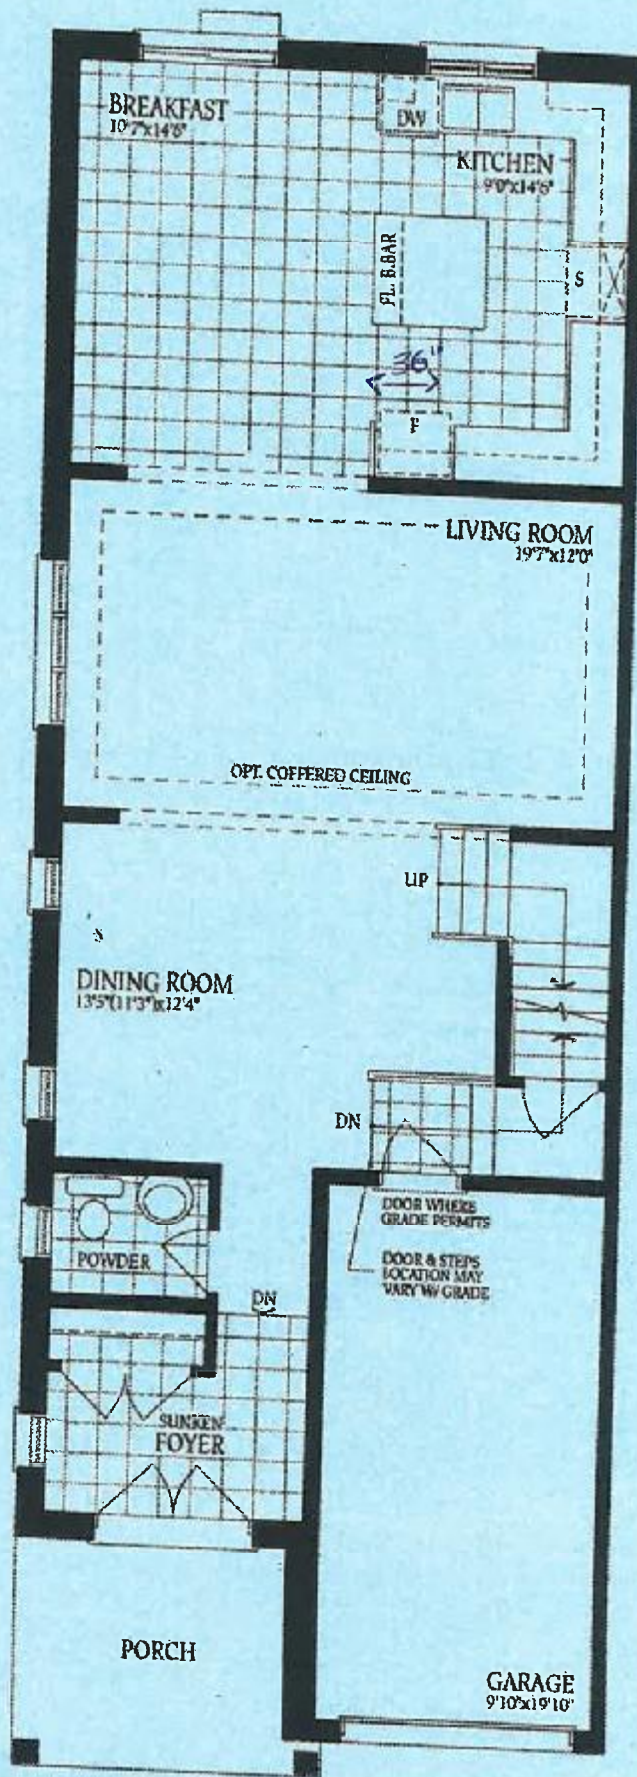 BREAKFAST
10'7"x14'6"
DW
KITCHEN
9'0"x14'6"
FL. B.BAR
S
36"
F
LIVING ROOM
19'7"x12'0"
OPT. COFFERED CEILING
UP
DINING ROOM
13'5"(11'3")x12'4"
DN
DOOR WHERE
GRADE PERMITS
DOOR & STEPS
LOCATION MAY
VARY W/ GRADE
POWDER
DN
SUNKEN
FOYER
PORCH
GARAGE
9'10"x19'10"